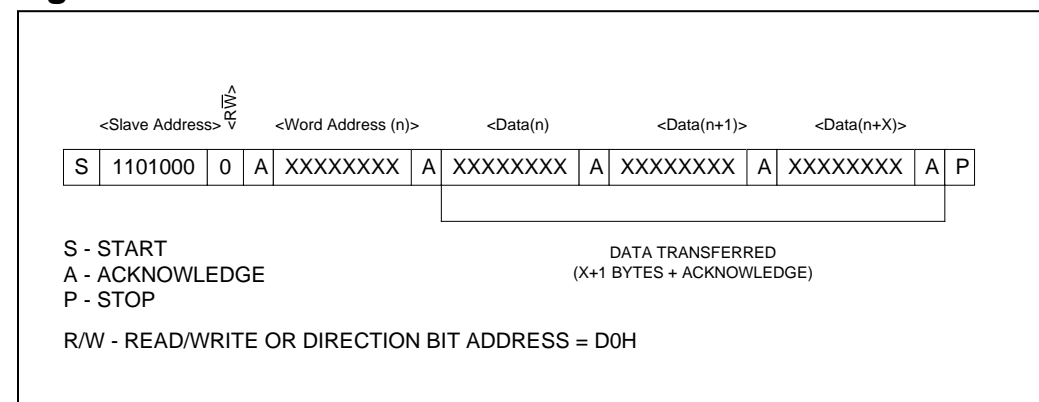 <Slave Address> <RW> <Word Address (n)> <Data(n) <Data(n+1)> <Data(n+X)>
S 1101000 0 A XXXXXXXX A XXXXXXXX A XXXXXXXX A XXXXXXXX A P
S - START
A - ACKNOWLEDGE
P - STOP
DATA TRANSFERRED
(X+1 BYTES + ACKNOWLEDGE)
R/W - READ/WRITE OR DIRECTION BIT ADDRESS = D0H